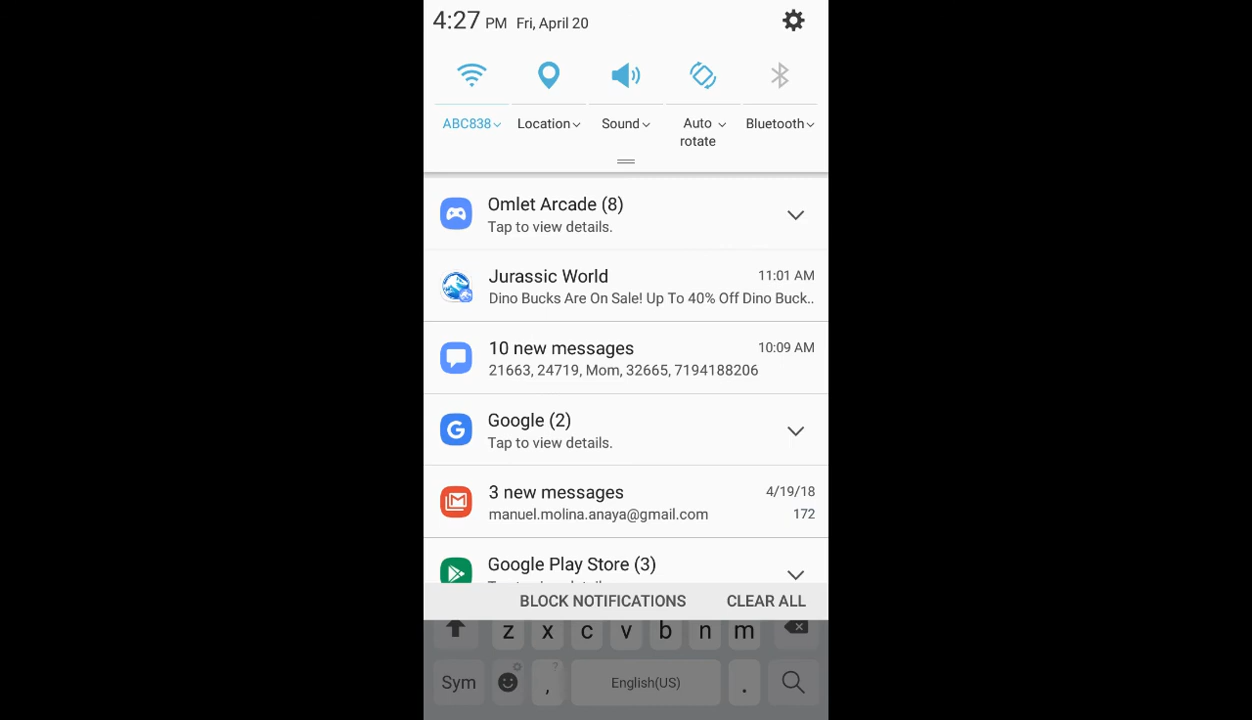 4:27 PM Fri, April 20
ABC838 Location Sound Auto rotate Bluetooth
Omlet Arcade (8)
Tap to view details.
Jurassic World 11:01 AM
Dino Bucks Are On Sale! Up To 40% Off Dino Buck..
10 new messages 10:09 AM
21663, 24719, Mom, 32665, 7194188206
Google (2)
Tap to view details.
3 new messages 4/19/18
manuel.molina.anaya@gmail.com 172
Google Play Store (3)
BLOCK NOTIFICATIONS CLEAR ALL
z x c v b n m
Sym , ? English(US) .